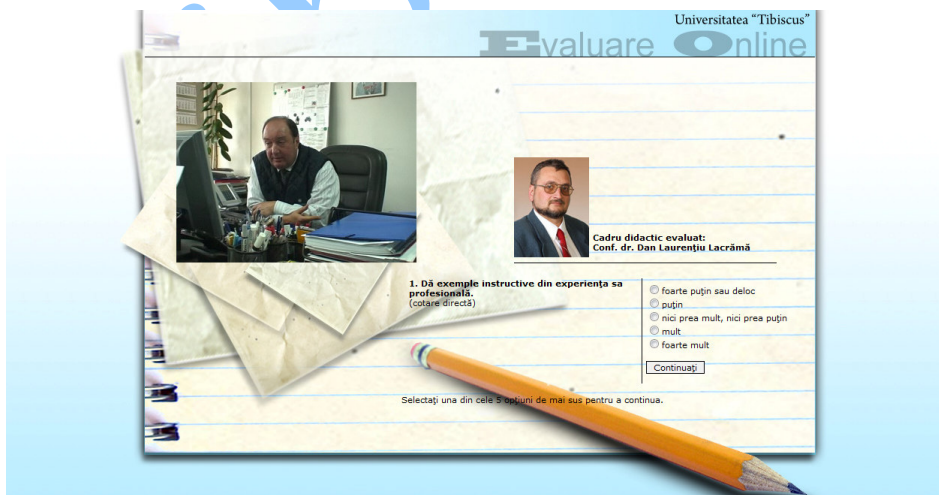 Universitatea “Tibiscus”
Evaluare Online
Cadru didactic evaluat:
Conf. dr. Dan Laurenţiu Lacrămă
1. Dă exemple instructive din experienţa sa
profesională.
(cotare directă)
foarte puţin sau deloc
puţin
nici prea mult, nici prea puţin
mult
foarte mult
Continuaţi
Selectaţi una din cele 5 opţiuni de mai sus pentru a continua.